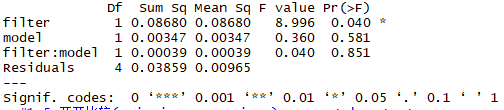 Df Sum Sq Mean Sq F value Pr(>F)
filter 1 0.08680 0.08680 8.996 0.040 *
model 1 0.00347 0.00347 0.360 0.581
filter:model 1 0.00039 0.00039 0.040 0.851
Residuals 4 0.03859 0.00965
---
Signif. codes: 0 ‘***’ 0.001 ‘**’ 0.01 ‘*’ 0.05 ‘.’ 0.1 ‘ ’ 1